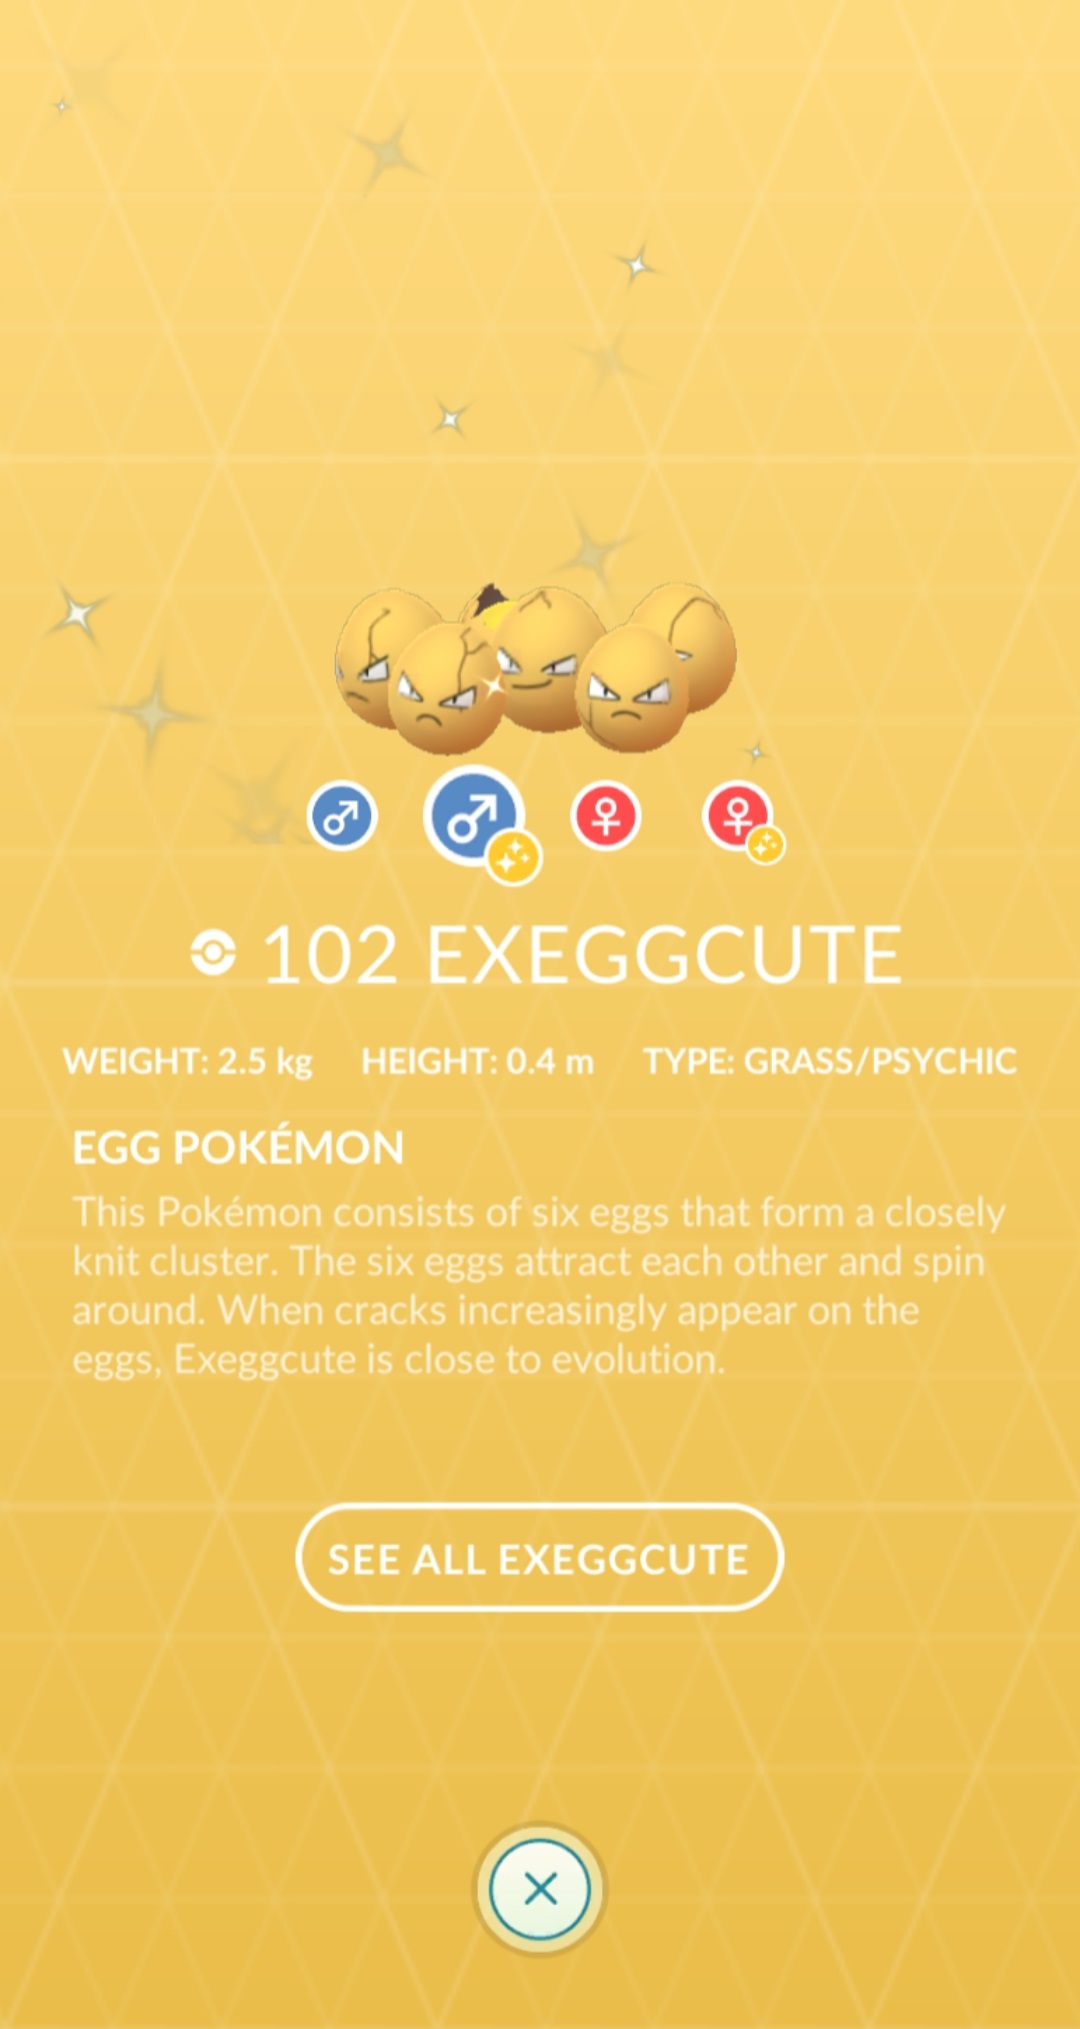 102 EXEGGCUTE
WEIGHT: 2.5 kg HEIGHT: 0.4 m TYPE: GRASS/PSYCHIC
EGG POKÉMON
This Pokémon consists of six eggs that form a closely
knit cluster. The six eggs attract each other and spin
around. When cracks increasingly appear on the
eggs, Exeggcute is close to evolution.
SEE ALL EXEGGCUTE